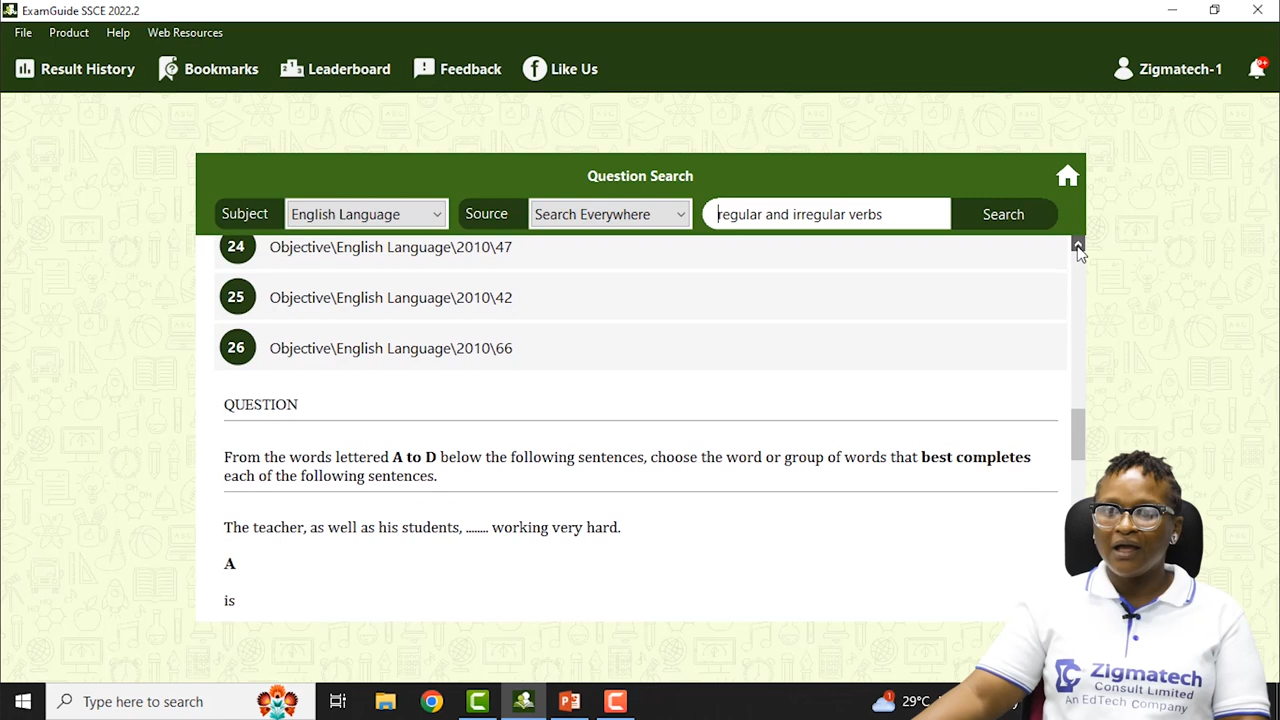 ExamGuide SSCE 2022.2
File Product Help Web Resources
Result History Bookmarks Leaderboard Feedback f Like Us Zigmatech-1 9+
Question Search
Subject English Language Source Search Everywhere regular and irregular verbs Search
24 Objective\English Language\2010\47
25 Objective\English Language\2010\42
26 Objective\English Language\2010\66
QUESTION
From the words lettered A to D below the following sentences, choose the word or group of words that best completes
each of the following sentences.
The teacher, as well as his students, ........ working very hard.
A
is
Zigmatech
Consult Limited
An EdTech Company
Type here to search 1 29°C